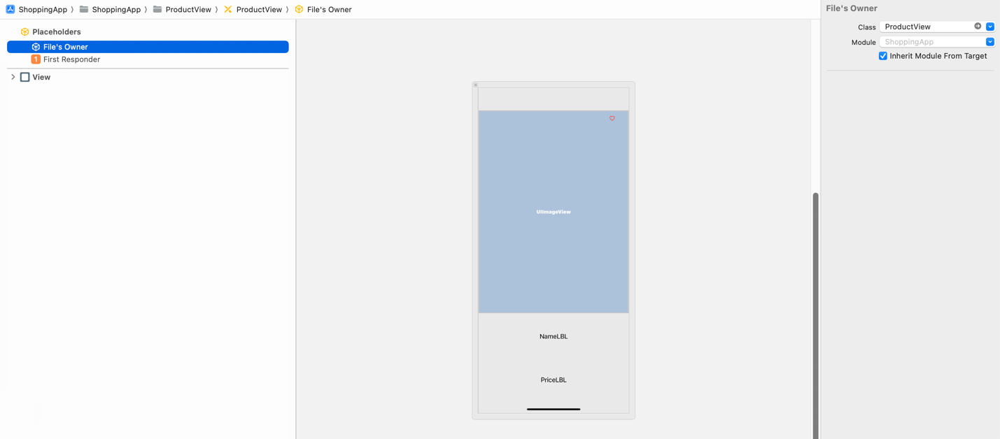 ShoppingApp ⟩ ShoppingApp ⟩ ProductView ⟩ ProductView ⟩ File's Owner
Placeholders
File's Owner
1 First Responder
View
UIImageView
NameLBL
PriceLBL
File's Owner
Class ProductView
Module ShoppingApp
Inherit Module From Target